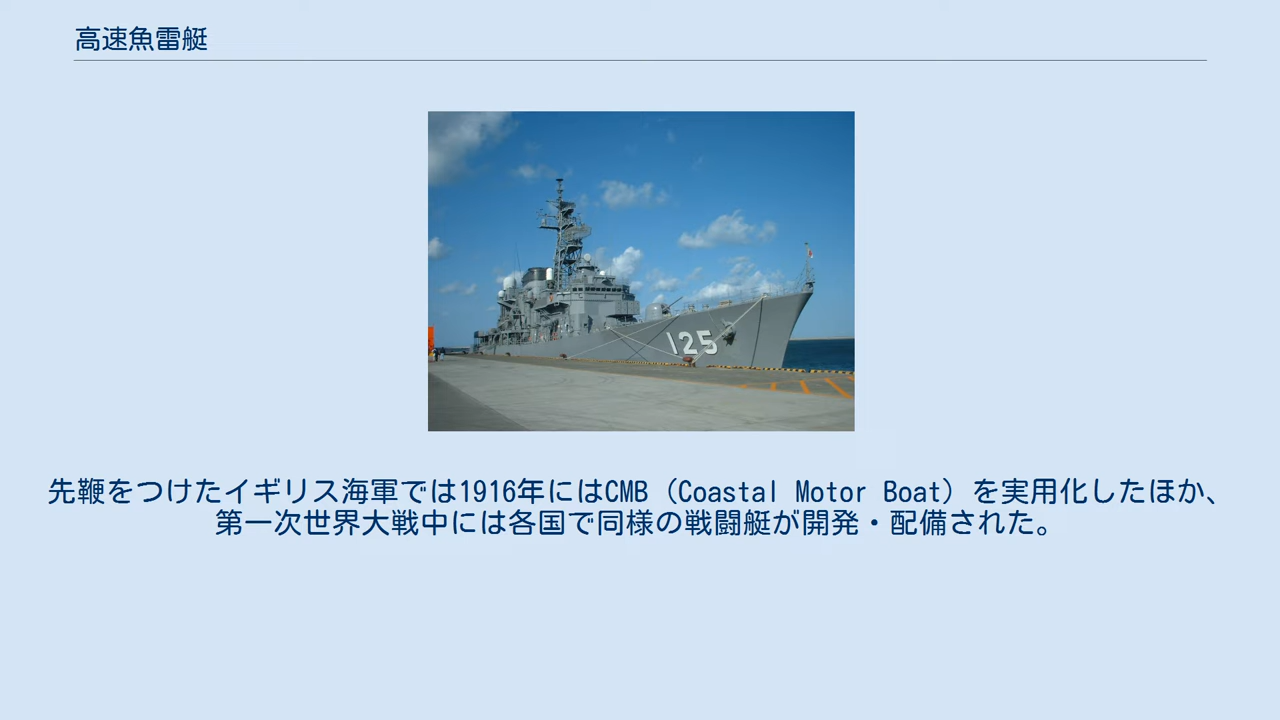 高速魚雷艇
125
先鞭をつけたイギリス海軍では1916年にはCMB（Coastal Motor Boat）を実用化したほか、
第一次世界大戦中には各国で同様の戦闘艇が開発・配備された。